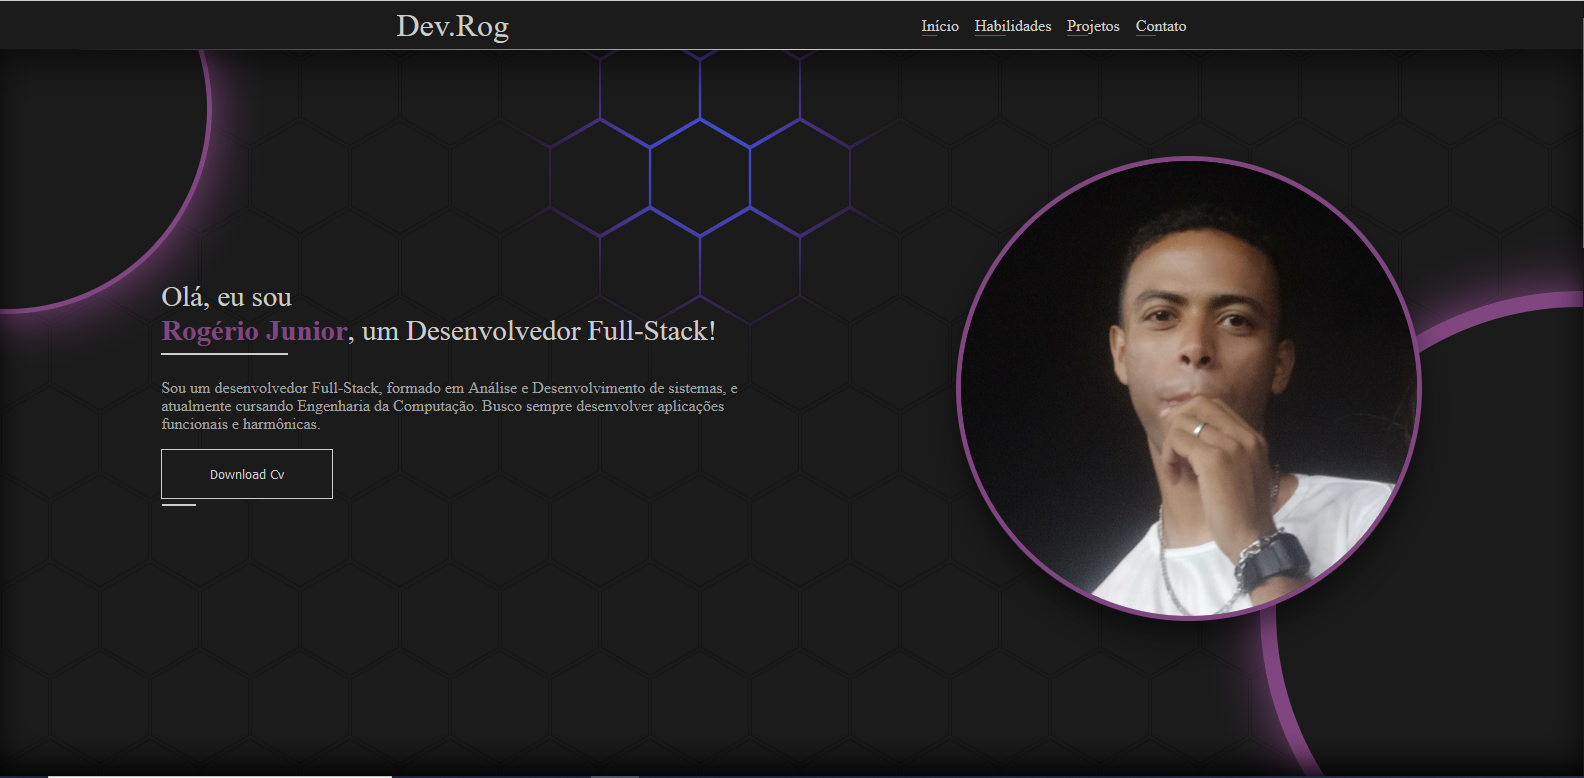 Dev.Rog
Início Habilidades Projetos Contato
Olá, eu sou
Rogério Junior, um Desenvolvedor Full-Stack!
Sou um desenvolvedor Full-Stack, formado em Análise e Desenvolvimento de sistemas, e
atualmente cursando Engenharia da Computação. Busco sempre desenvolver aplicações
funcionais e harmônicas.
Download Cv